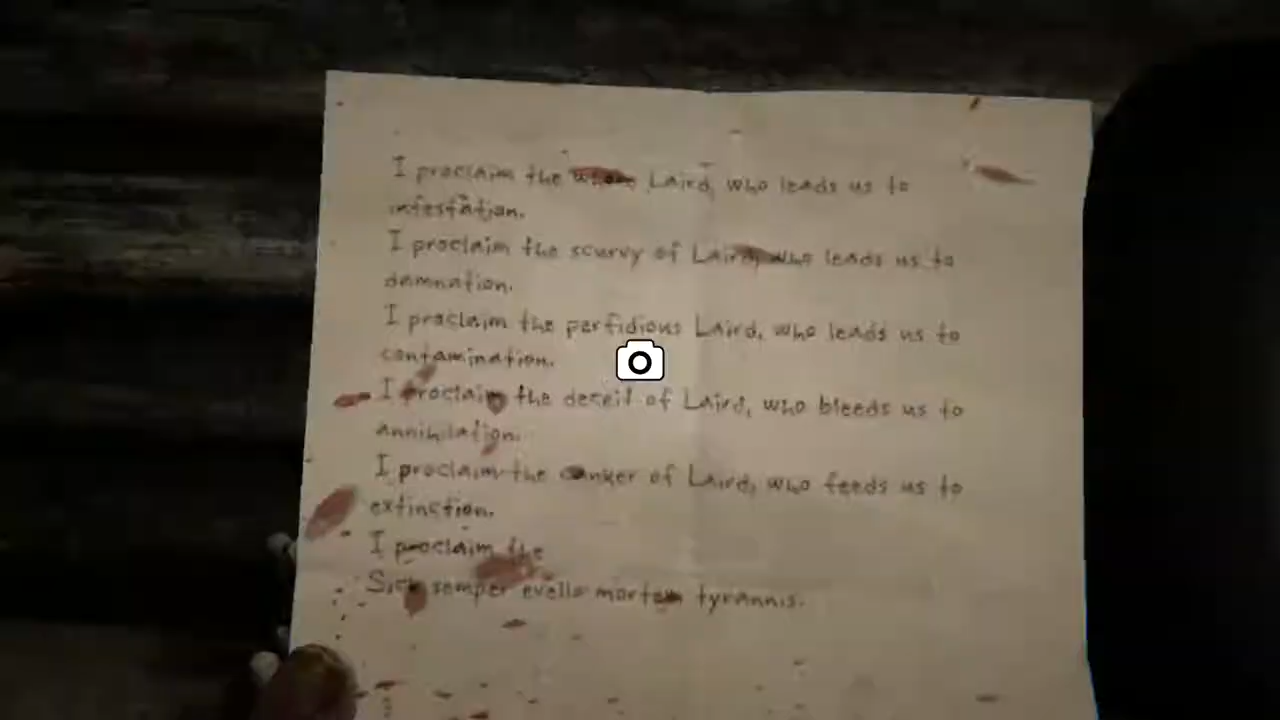 I proclaim the whore Laird, who leads us to
infestation.
I proclaim the scurvy of Laird, who leads us to
damnation.
I proclaim the perfidious Laird, who leads us to
contamination.
I proclaim the deceit of Laird, who bleeds us to
annihilation.
I proclaim the canker of Laird, who feeds us to
extinction.
I proclaim the
semper evello mortem tyrannis.